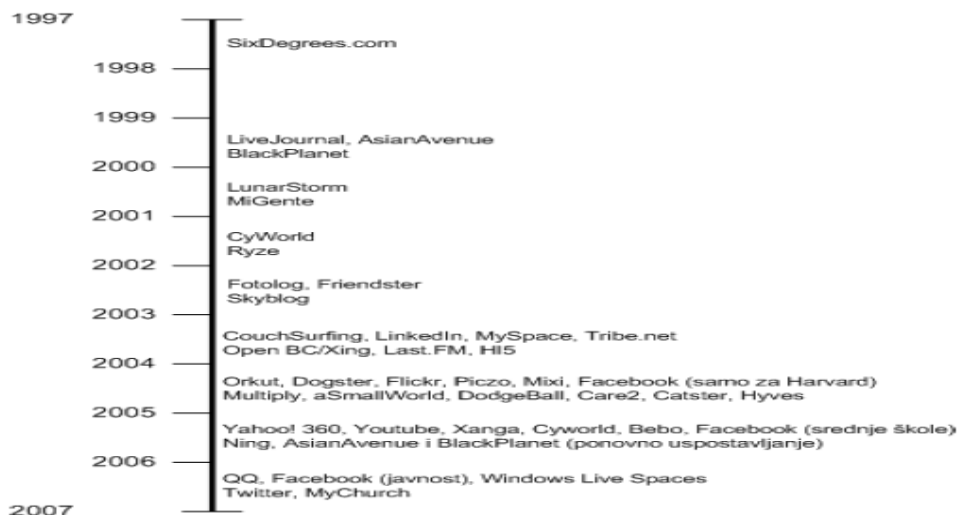 1997
SixDegrees.com
1998
1999
LiveJournal, AsianAvenue
BlackPlanet
2000
LunarStorm
MiGente
2001
CyWorld
Ryze
2002
Fotolog, Friendster
Skyblog
2003
CouchSurfing, LinkedIn, MySpace, Tribe.net
Open BC/Xing, Last.FM, HI5
2004
Orkut, Dogster, Flickr, Piczo, Mixi, Facebook (samo za Harvard)
Multiply, aSmallWorld, DodgeBall, Care2, Catster, Hyves
2005
Yahoo! 360, Youtube, Xanga, Cyworld, Bebo, Facebook (srednje škole)
Ning, AsianAvenue i BlackPlanet (ponovno uspostavljanje)
2006
QQ, Facebook (javnost), Windows Live Spaces
Twitter, MyChurch
2007